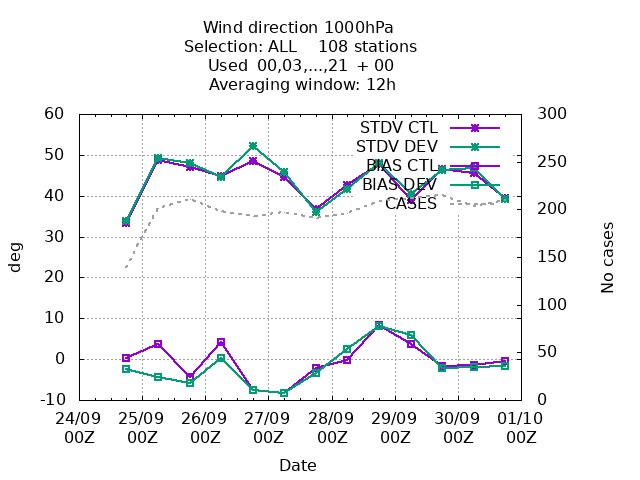 Wind direction 1000hPa
Selection: ALL    108 stations
Used  00,03,...,21  + 00
Averaging window: 12h
60
50
40
30
20
10
0
-10
deg
300
250
200
150
100
50
0
No cases
STDV CTL
STDV DEV
BIAS CTL
BIAS DEV
CASES
24/09 25/09 26/09 27/09 28/09 29/09 30/09 01/10
00Z 00Z 00Z 00Z 00Z 00Z 00Z 00Z
Date